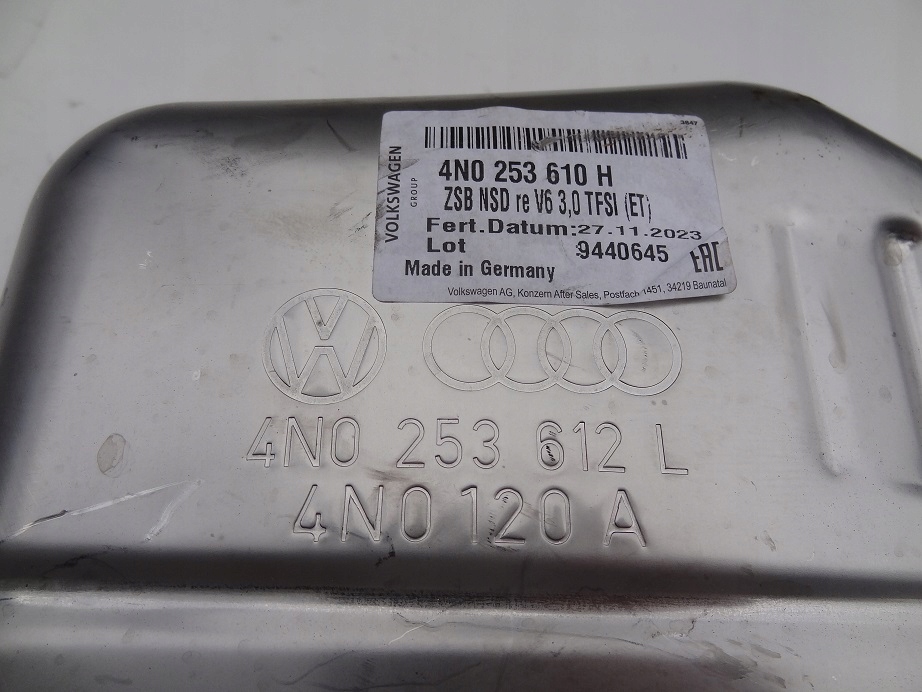 3847
VOLKSWAGEN
GROUP
4N0 253 610 H
ZSB NSD re V6 3,0 TFSI (ET)
Fert.Datum:27.11.2023
Lot 9440645
EAC
Made in Germany
Volkswagen AG, Konzern After Sales, Postfach 1451, 34219 Baunatal
4N0 253 612 L
4N0 120 A